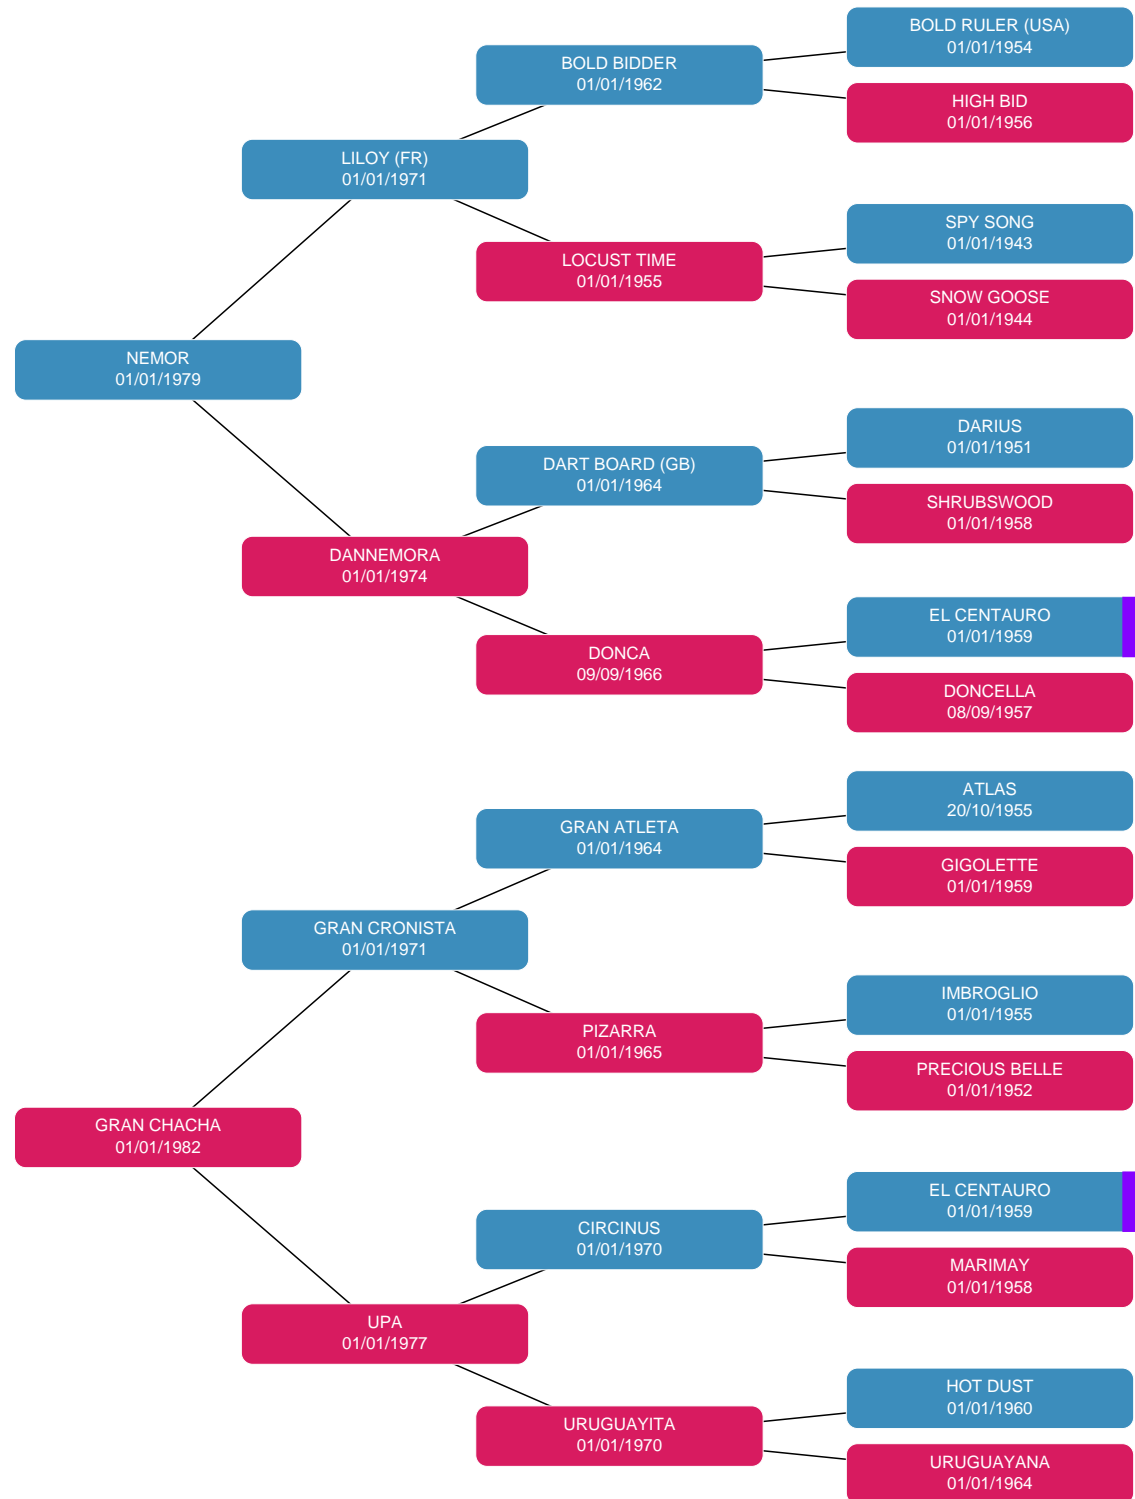 BOLD RULER (USA)
01/01/1954
BOLD BIDDER
01/01/1962
HIGH BID
01/01/1956
LILOY (FR)
01/01/1971
SPY SONG
01/01/1943
LOCUST TIME
01/01/1955
SNOW GOOSE
01/01/1944
NEMOR
01/01/1979
DARIUS
01/01/1951
DART BOARD (GB)
01/01/1964
SHRUBSWOOD
01/01/1958
DANNEMORA
01/01/1974
EL CENTAURO
01/01/1959
DONCA
09/09/1966
DONCELLA
08/09/1957
ATLAS
20/10/1955
GRAN ATLETA
01/01/1964
GIGOLETTE
01/01/1959
GRAN CRONISTA
01/01/1971
IMBROGLIO
01/01/1955
PIZARRA
01/01/1965
PRECIOUS BELLE
01/01/1952
GRAN CHACHA
01/01/1982
EL CENTAURO
01/01/1959
CIRCINUS
01/01/1970
MARIMAY
01/01/1958
UPA
01/01/1977
HOT DUST
01/01/1960
URUGUAYITA
01/01/1970
URUGUAYANA
01/01/1964